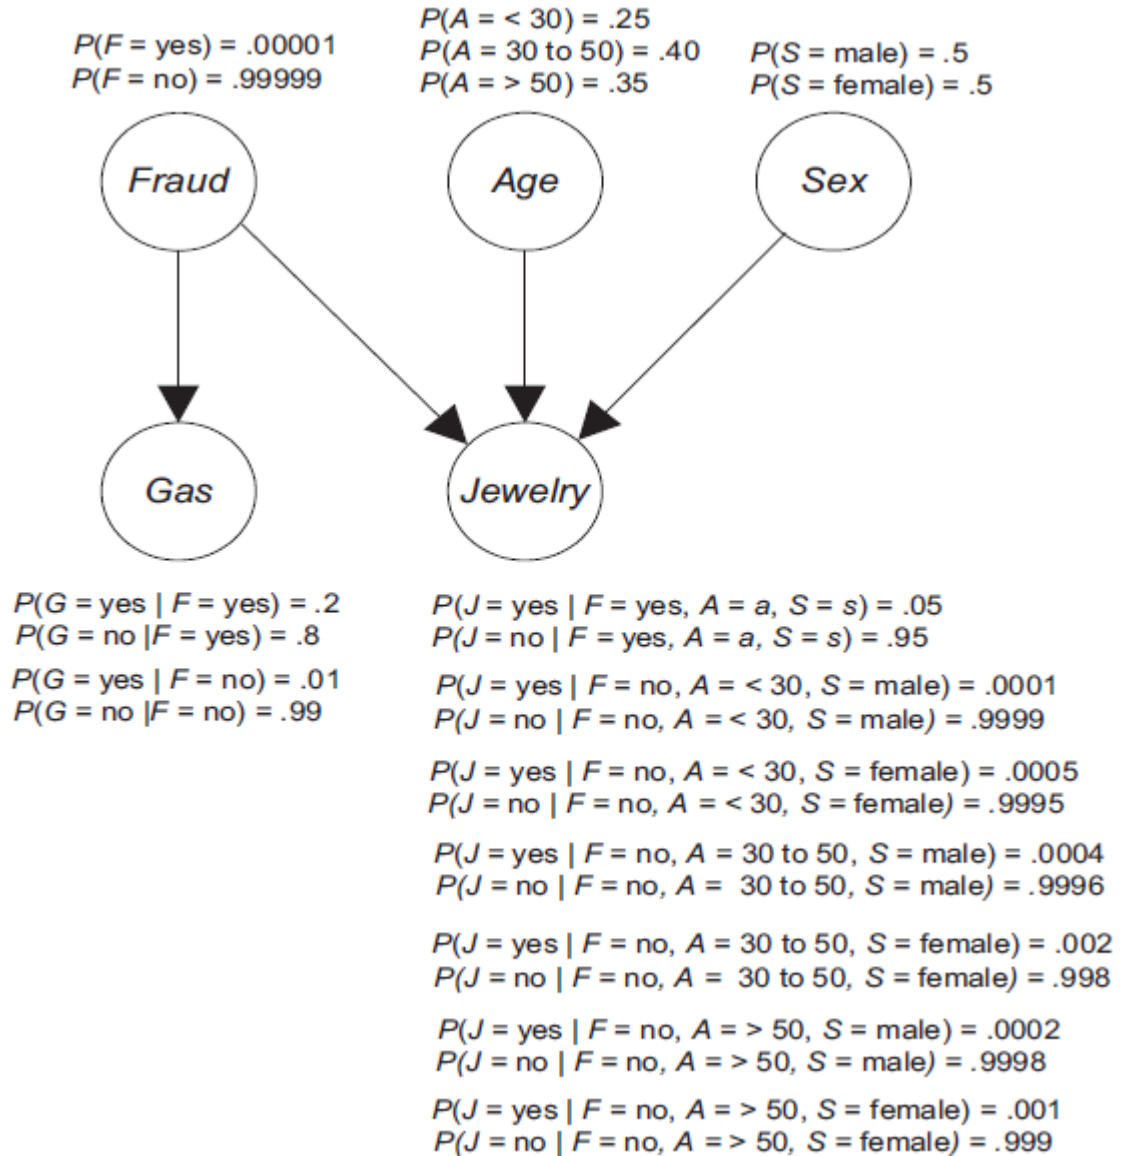 P(F = yes) = .00001
P(F = no) = .99999
P(A = < 30) = .25
P(A = 30 to 50) = .40
P(A = > 50) = .35
P(S = male) = .5
P(S = female) = .5
Fraud
Age
Sex
Gas
Jewelry
P(G = yes | F = yes) = .2
P(G = no |F = yes) = .8
P(G = yes | F = no) = .01
P(G = no |F = no) = .99
P(J = yes | F = yes, A = a, S = s) = .05
P(J = no | F = yes, A = a, S = s) = .95
P(J = yes | F = no, A = < 30, S = male) = .0001
P(J = no | F = no, A = < 30, S = male) = .9999
P(J = yes | F = no, A = < 30, S = female) = .0005
P(J = no | F = no, A = < 30, S = female) = .9995
P(J = yes | F = no, A = 30 to 50, S = male) = .0004
P(J = no | F = no, A = 30 to 50, S = male) = .9996
P(J = yes | F = no, A = 30 to 50, S = female) = .002
P(J = no | F = no, A = 30 to 50, S = female) = .998
P(J = yes | F = no, A = > 50, S = male) = .0002
P(J = no | F = no, A = > 50, S = male) = .9998
P(J = yes | F = no, A = > 50, S = female) = .001
P(J = no | F = no, A = > 50, S = female) = .999